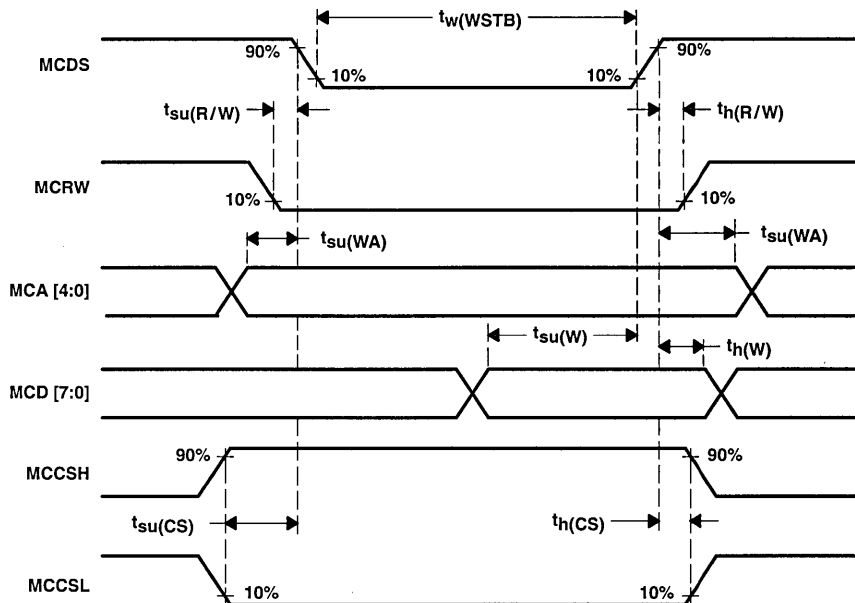 tw(WSTB)
MCDS
90%
90%
10%
10%
tsu(R/W)
th(R/W)
MCRW
10%
10%
tsu(WA)
tsu(WA)
MCA [4:0]
tsu(W)
th(W)
MCD [7:0]
MCCSH
90%
90%
tsu(CS)
th(CS)
MCCSL
10%
10%